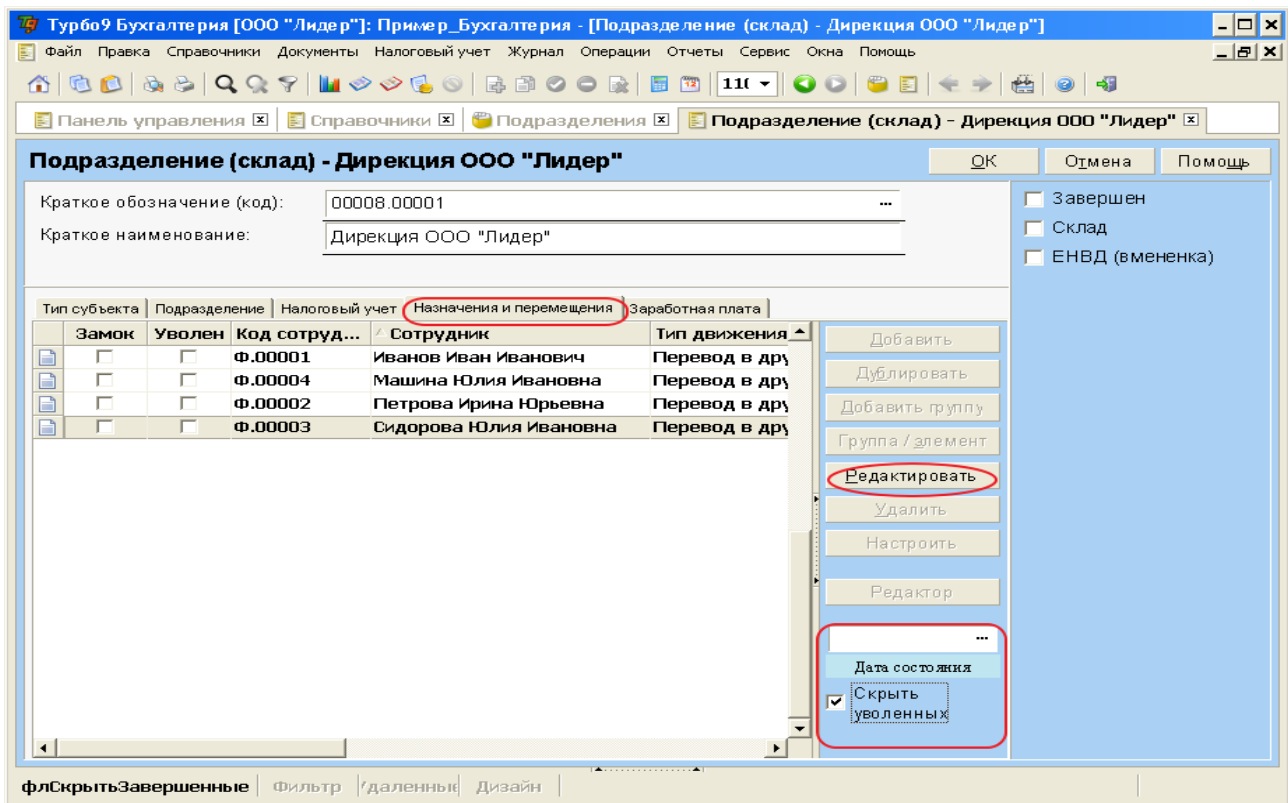 Турбо9 Бухгалтерия [ООО "Лидер"]: Пример_Бухгалтерия - [Подразделение (склад) - Дирекция ООО "Лидер"]
Файл Правка Справочники Документы Налоговый учет Журнал Операции Отчеты Сервис Окна Помощь
Панель управления Справочники Подразделения Подразделение (склад) - Дирекция ООО "Лидер"
Подразделение (склад) - Дирекция ООО "Лидер" ОК Отмена Помощь
Краткое обозначение (код): 00008.00001 ...
Краткое наименование: Дирекция ООО "Лидер"
Завершен
Склад
ЕНВД (вмененка)
Тип субъекта Подразделение Налоговый учет Назначения и перемещения Заработная плата
Замок Уволен Код сотруд... Сотрудник Тип движения
Ф.00001 Иванов Иван Иванович Перевод в дру
Ф.00004 Машина Юлия Ивановна Перевод в дру
Ф.00002 Петрова Ирина Юрьевна Перевод в дру
Ф.00003 Сидорова Юлия Ивановна Перевод в дру
Добавить
Дублировать
Добавить группу
Группа / элемент
Редактировать
Удалить
Настроить
Редактор
...
Дата состояния
Скрыть
уволенных
флСкрытьЗавершенные Фильтр Дизайн